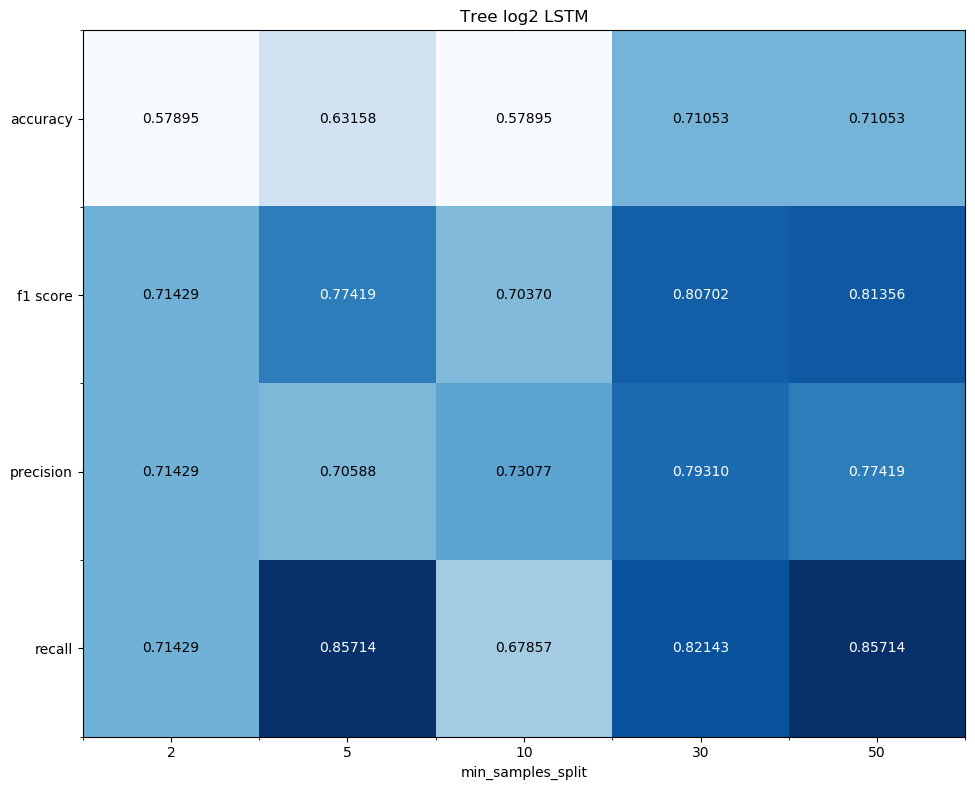 Tree log2 LSTM
accuracy 0.57895 0.63158 0.57895 0.71053 0.71053
f1 score 0.71429 0.77419 0.70370 0.80702 0.81356
precision 0.71429 0.70588 0.73077 0.79310 0.77419
recall 0.71429 0.85714 0.67857 0.82143 0.85714
2 5 10 30 50
min_samples_split